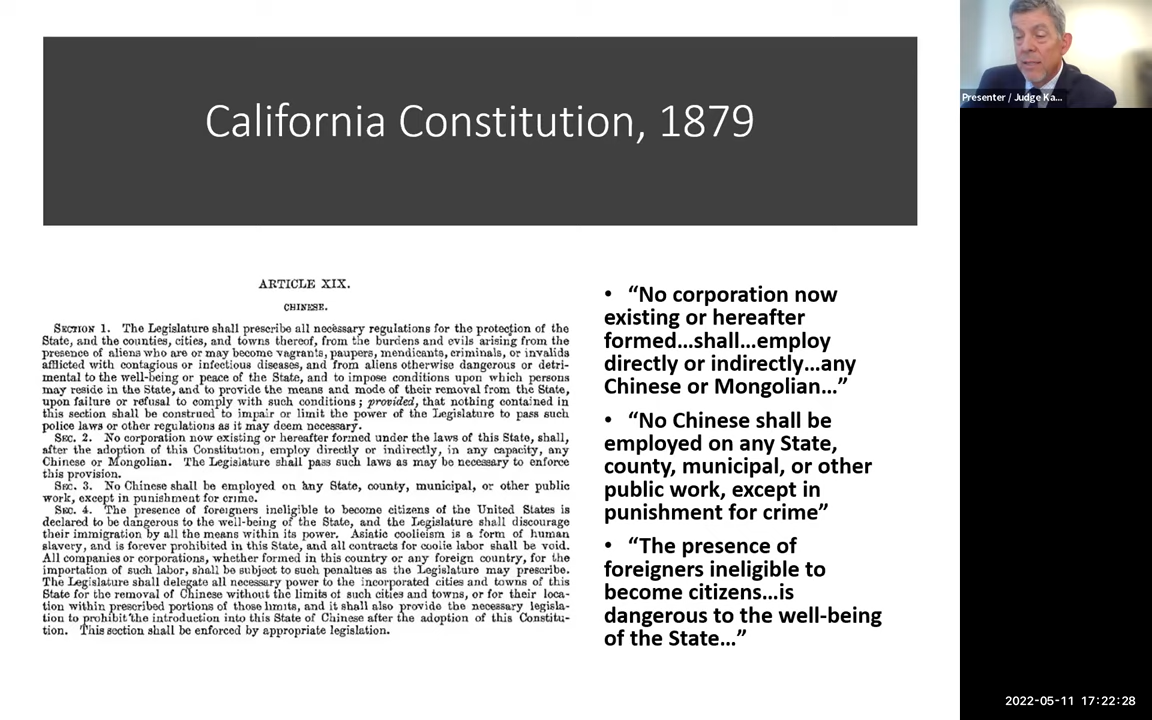 California Constitution, 1879
Presenter / Judge Ka...
ARTICLE XIX.
CHINESE.
SECTION 1. The Legislature shall prescribe all necessary regulations for the protection of the
State, and the counties, cities, and towns thereof, from the burdens and evils arising from the
presence of aliens who are or may become vagrants, paupers, mendicants, criminals, or invalids
afflicted with contagious or infectious diseases, and from aliens otherwise dangerous or detri-
mental to the well-being or peace of the State, and to impose conditions upon which persons
may reside in the State, and to provide the means and mode of their removal from the State,
upon failure or refusal to comply with such conditions; provided, that nothing contained in
this section shall be construed to impair or limit the power of the Legislature to pass such
police laws or other regulations as it may deem necessary.
SEC. 2. No corporation now existing or hereafter formed under the laws of this State, shall,
after the adoption of this Constitution, employ directly or indirectly, in any capacity, any
Chinese or Mongolian. The Legislature shall pass such laws as may be necessary to enforce
this provision.
SEC. 3. No Chinese shall be employed on any State, county, municipal, or other public
work, except in punishment for crime.
SEC. 4. The presence of foreigners ineligible to become citizens of the United States is
declared to be dangerous to the well-being of the State, and the Legislature shall discourage
their immigration by all the means within its power. Asiatic coolieism is a form of human
slavery, and is forever prohibited in this State, and all contracts for coolie labor shall be void.
All companies or corporations, whether formed in this country or any foreign country, for the
importation of such labor, shall be subject to such penalties as the Legislature may prescribe.
The Legislature shall delegate all necessary power to the incorporated cities and towns of this
State for the removal of Chinese without the limits of such cities and towns, or for their loca-
tion within prescribed portions of those limits, and it shall also provide the necessary legisla-
tion to prohibit the introduction into this State of Chinese after the adoption of this Constitu-
tion. This section shall be enforced by appropriate legislation.
• “No corporation now
existing or hereafter
formed…shall…employ
directly or indirectly…any
Chinese or Mongolian…”
• “No Chinese shall be
employed on any State,
county, municipal, or other
public work, except in
punishment for crime”
• “The presence of
foreigners ineligible to
become citizens…is
dangerous to the well-being
of the State…”
2022-05-11 17:22:28